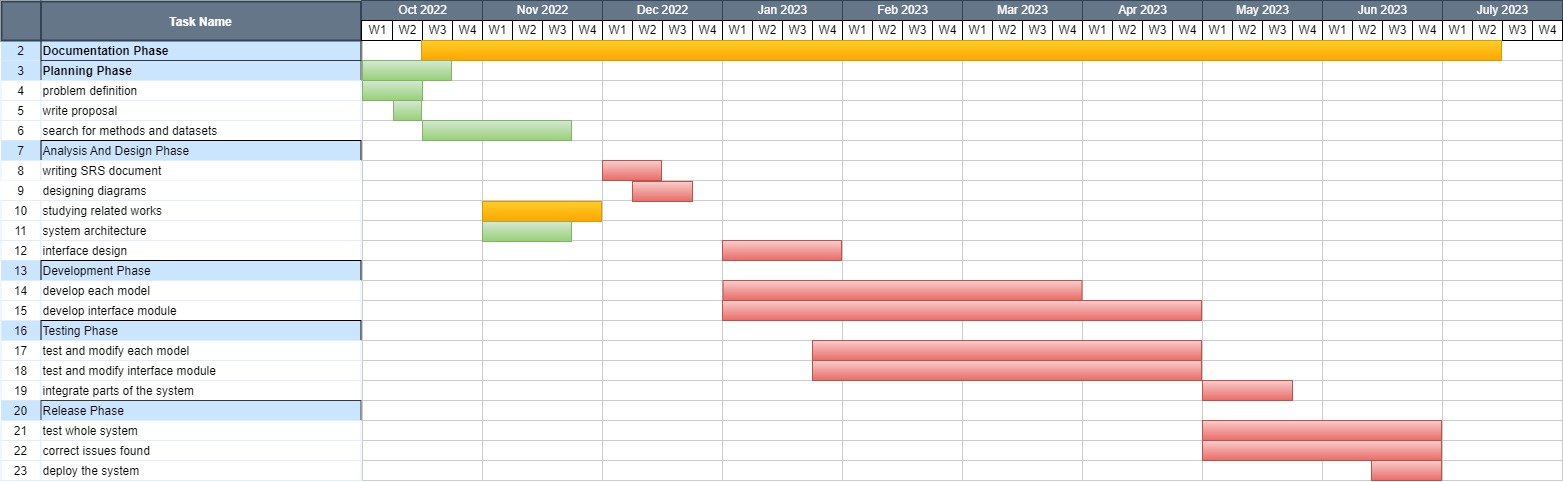 Task Name Oct 2022 Nov 2022 Dec 2022 Jan 2023 Feb 2023 Mar 2023 Apr 2023 May 2023 Jun 2023 July 2023
W1 W2 W3 W4 W1 W2 W3 W4 W1 W2 W3 W4 W1 W2 W3 W4 W1 W2 W3 W4 W1 W2 W3 W4 W1 W2 W3 W4 W1 W2 W3 W4 W1 W2 W3 W4 W1 W2 W3 W4
2 Documentation Phase
3 Planning Phase
4 problem definition
5 write proposal
6 search for methods and datasets
7 Analysis And Design Phase
8 writing SRS document
9 designing diagrams
10 studying related works
11 system architecture
12 interface design
13 Development Phase
14 develop each model
15 develop interface module
16 Testing Phase
17 test and modify each model
18 test and modify interface module
19 integrate parts of the system
20 Release Phase
21 test whole system
22 correct issues found
23 deploy the system